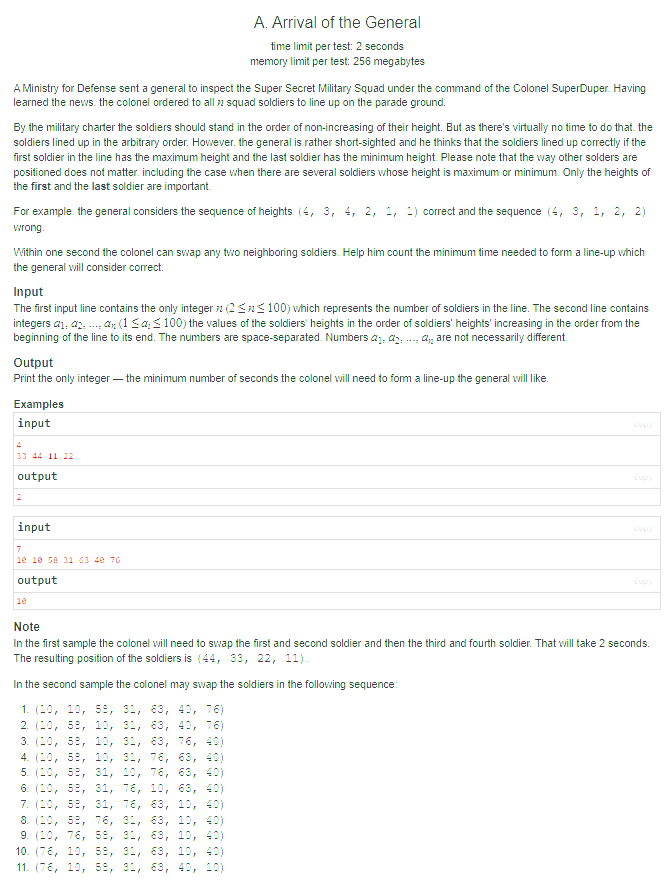 A. Arrival of the General
time limit per test: 2 seconds
memory limit per test: 256 megabytes
A Ministry for Defense sent a general to inspect the Super Secret Military Squad under the command of the Colonel SuperDuper. Having
learned the news, the colonel ordered to all n squad soldiers to line up on the parade ground.
By the military charter the soldiers should stand in the order of non-increasing of their height. But as there's virtually no time to do that, the
soldiers lined up in the arbitrary order. However, the general is rather short-sighted and he thinks that the soldiers lined up correctly if the
first soldier in the line has the maximum height and the last soldier has the minimum height. Please note that the way other solders are
positioned does not matter, including the case when there are several soldiers whose height is maximum or minimum. Only the heights of
the first and the last soldier are important.
For example, the general considers the sequence of heights (4, 3, 4, 2, 1, 1) correct and the sequence (4, 3, 1, 2, 2)
wrong.
Within one second the colonel can swap any two neighboring soldiers. Help him count the minimum time needed to form a line-up which
the general will consider correct.
Input
The first input line contains the only integer n (2 ≤ n ≤ 100) which represents the number of soldiers in the line. The second line contains
integers a1, a2, ..., an (1 ≤ ai ≤ 100) the values of the soldiers' heights in the order of soldiers' heights' increasing in the order from the
beginning of the line to its end. The numbers are space-separated. Numbers a1, a2, ..., an are not necessarily different.
Output
Print the only integer — the minimum number of seconds the colonel will need to form a line-up the general will like.
Examples
input
Copy
4
33 44 11 22
output
Copy
2
input
Copy
7
10 10 58 31 63 40 76
output
Copy
10
Note
In the first sample the colonel will need to swap the first and second soldier and then the third and fourth soldier. That will take 2 seconds.
The resulting position of the soldiers is (44, 33, 22, 11).
In the second sample the colonel may swap the soldiers in the following sequence:
1. (10, 10, 58, 31, 63, 40, 76)
2. (10, 58, 10, 31, 63, 40, 76)
3. (10, 58, 10, 31, 63, 76, 40)
4. (10, 58, 10, 31, 76, 63, 40)
5. (10, 58, 31, 10, 76, 63, 40)
6. (10, 58, 31, 76, 10, 63, 40)
7. (10, 58, 31, 76, 63, 10, 40)
8. (10, 58, 76, 31, 63, 10, 40)
9. (10, 76, 58, 31, 63, 10, 40)
10. (76, 10, 58, 31, 63, 10, 40)
11. (76, 10, 58, 31, 63, 40, 10)